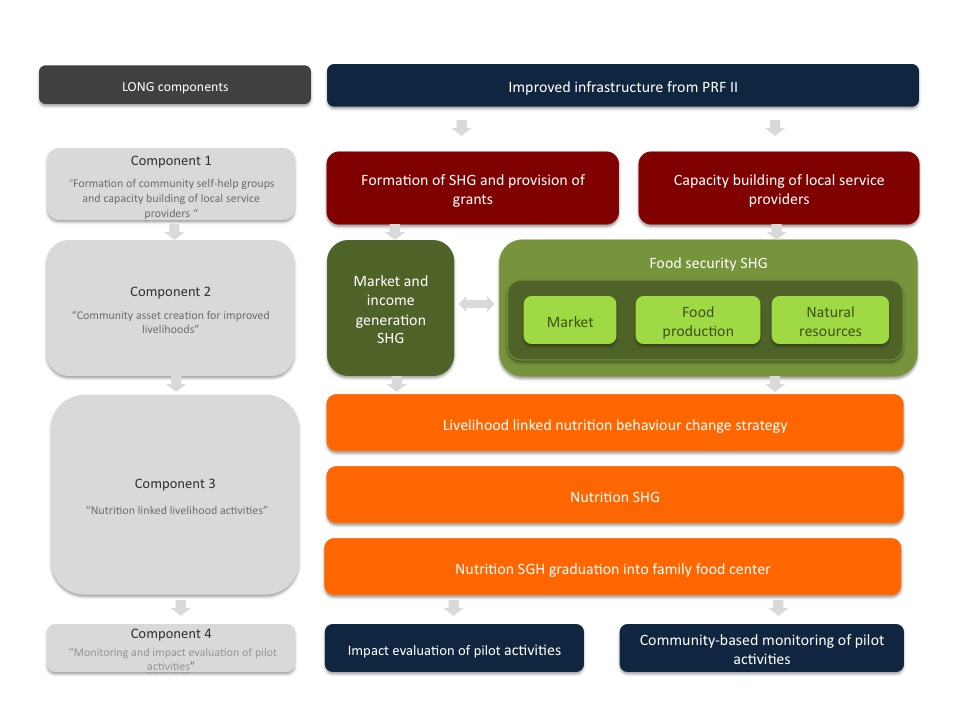 LONG components
Improved infrastructure from PRF II
Component 1
“Formation of community self-help groups
and capacity building of local service
providers “
Formation of SHG and provision of
grants
Capacity building of local service
providers
Component 2
“Community asset creation for improved
livelihoods”
Market and
income
generation
SHG
Food security SHG
Market
Food
production
Natural
resources
Component 3
“Nutrition linked livelihood activities”
Livelihood linked nutrition behaviour change strategy
Nutrition SHG
Nutrition SGH graduation into family food center
Component 4
“Monitoring and impact evaluation of pilot
activities”
Impact evaluation of pilot activities
Community-based monitoring of pilot
activities